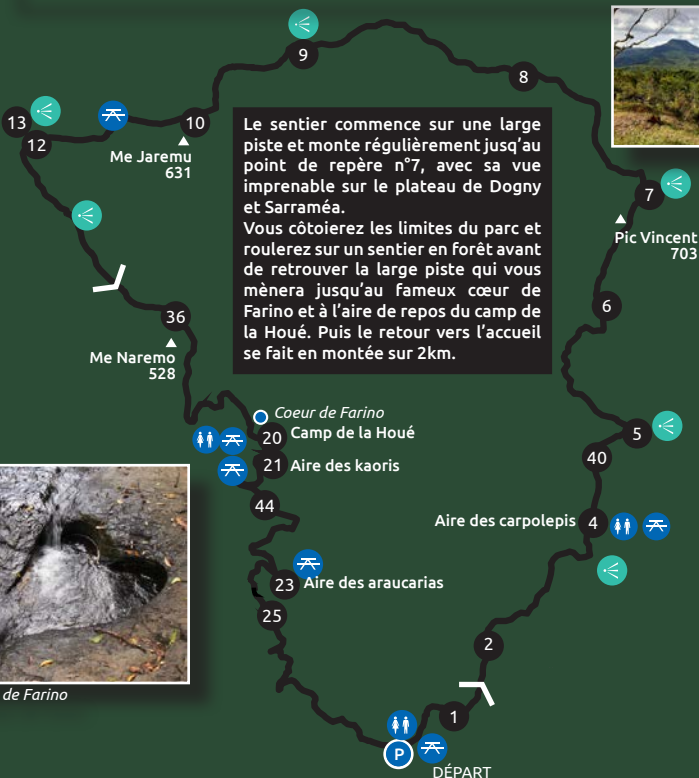 9
8
13
12
10
Me Jaremu
631
Le sentier commence sur une large
piste et monte régulièrement jusqu'au
point de repère n°7, avec sa vue
imprenable sur le plateau de Dogny
et Sarraméa.
Vous côtoierez les limites du parc et
roulerez sur un sentier en forêt avant
de retrouver la large piste qui vous
mènera jusqu'au fameux cœur de
Farino et à l'aire de repos du camp de
la Houé. Puis le retour vers l'accueil
se fait en montée sur 2km.
7
Pic Vincent
703
6
36
Me Naremo
528
Coeur de Farino
20 Camp de la Houé
21 Aire des kaoris
5
40
44
Aire des carpolepis 4
23 Aire des araucarias
25
2
de Farino
1
P
DÉPART